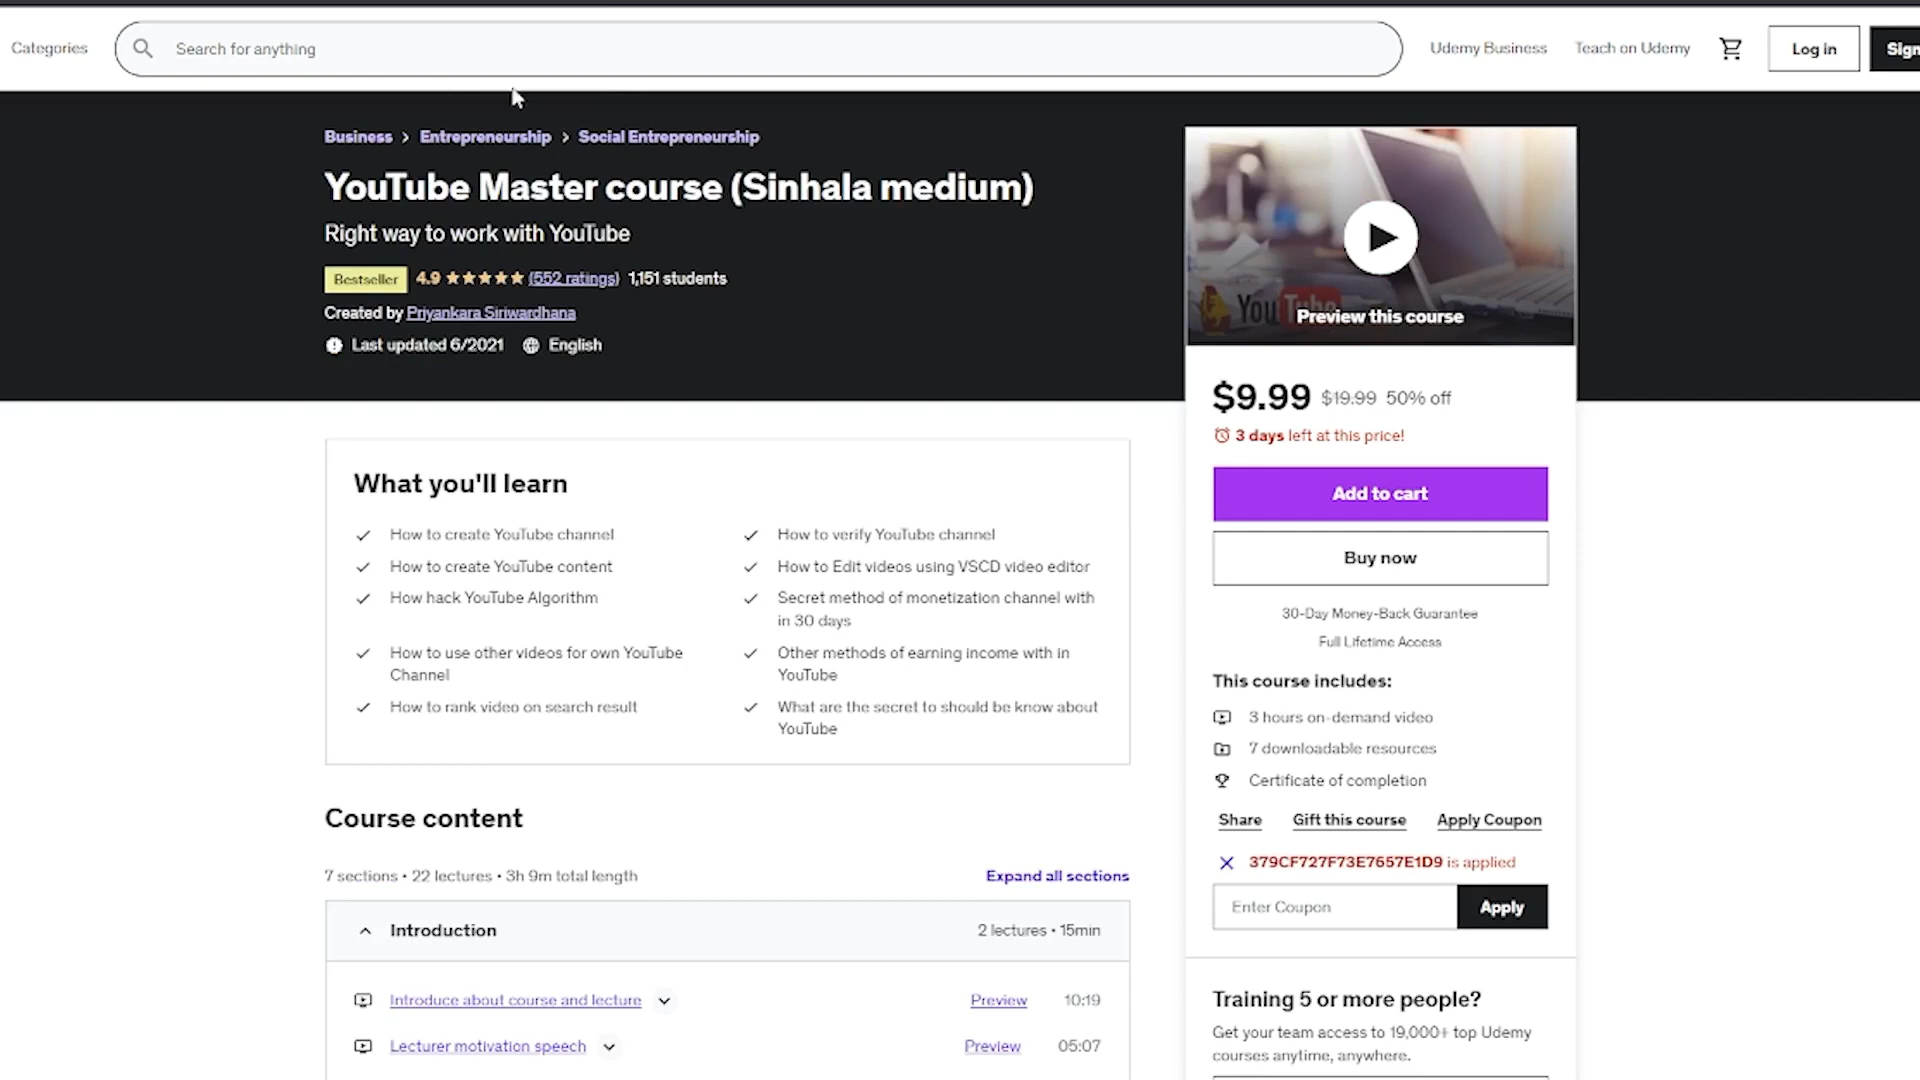 Categories
Search for anything
Udemy Business
Teach on Udemy
Log in
Sign
Business > Entrepreneurship > Social Entrepreneurship
YouTube Master course (Sinhala medium)
Right way to work with YouTube
Bestseller 4.9 (552 ratings) 1,151 students
Created by Priyankara Siriwardhana
Last updated 6/2021 English
YouTube
Preview this course
$9.99 $19.99 50% off
3 days left at this price!
Add to cart
Buy now
30-Day Money-Back Guarantee
Full Lifetime Access
This course includes:
3 hours on-demand video
7 downloadable resources
Certificate of completion
Share Gift this course Apply Coupon
379CF727F73E7657E1D9 is applied
Enter Coupon Apply
Training 5 or more people?
Get your team access to 19,000+ top Udemy
courses anytime, anywhere.
What you'll learn
How to create YouTube channel
How to verify YouTube channel
How to create YouTube content
How to Edit videos using VSCD video editor
How hack YouTube Algorithm
Secret method of monetization channel with
in 30 days
How to use other videos for own YouTube
Channel
Other methods of earning income with in
YouTube
How to rank video on search result
What are the secret to should be know about
YouTube
Course content
7 sections • 22 lectures • 3h 9m total length
Expand all sections
Introduction 2 lectures • 15min
Introduce about course and lecture Preview 10:19
Lecturer motivation speech Preview 05:07